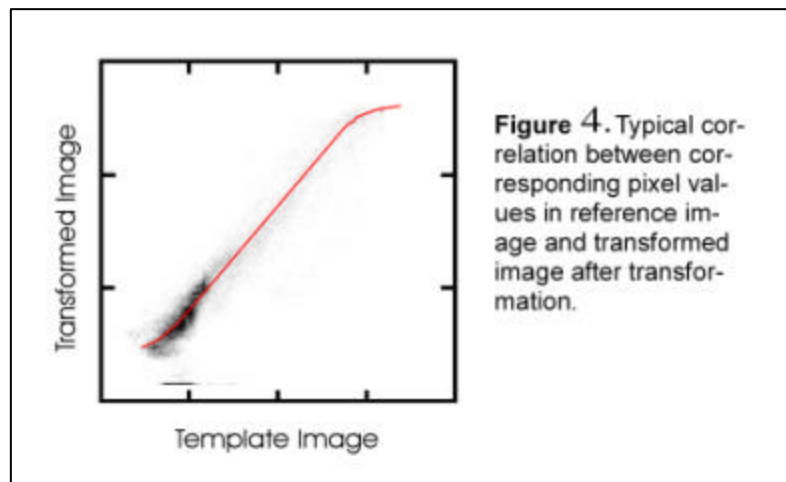 Transformed Image
Template Image
Figure 4. Typical cor-
relation between cor-
responding pixel val-
ues in reference im-
age and transformed
image after transfor-
mation.